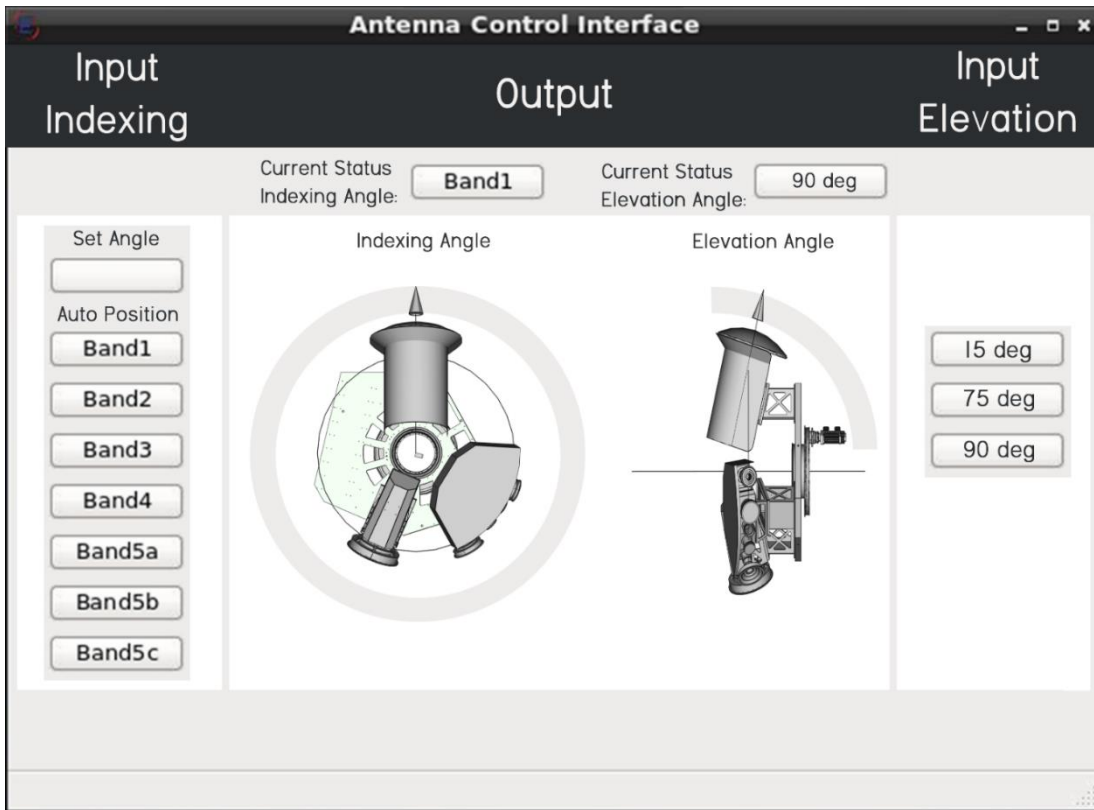 Antenna Control Interface
Input
Indexing
Output
Input
Elevation
Current Status
Indexing Angle:
Band1
Current Status
Elevation Angle:
90 deg
Set Angle
Auto Position
Band1
Band2
Band3
Band4
Band5a
Band5b
Band5c
Indexing Angle
Elevation Angle
15 deg
75 deg
90 deg